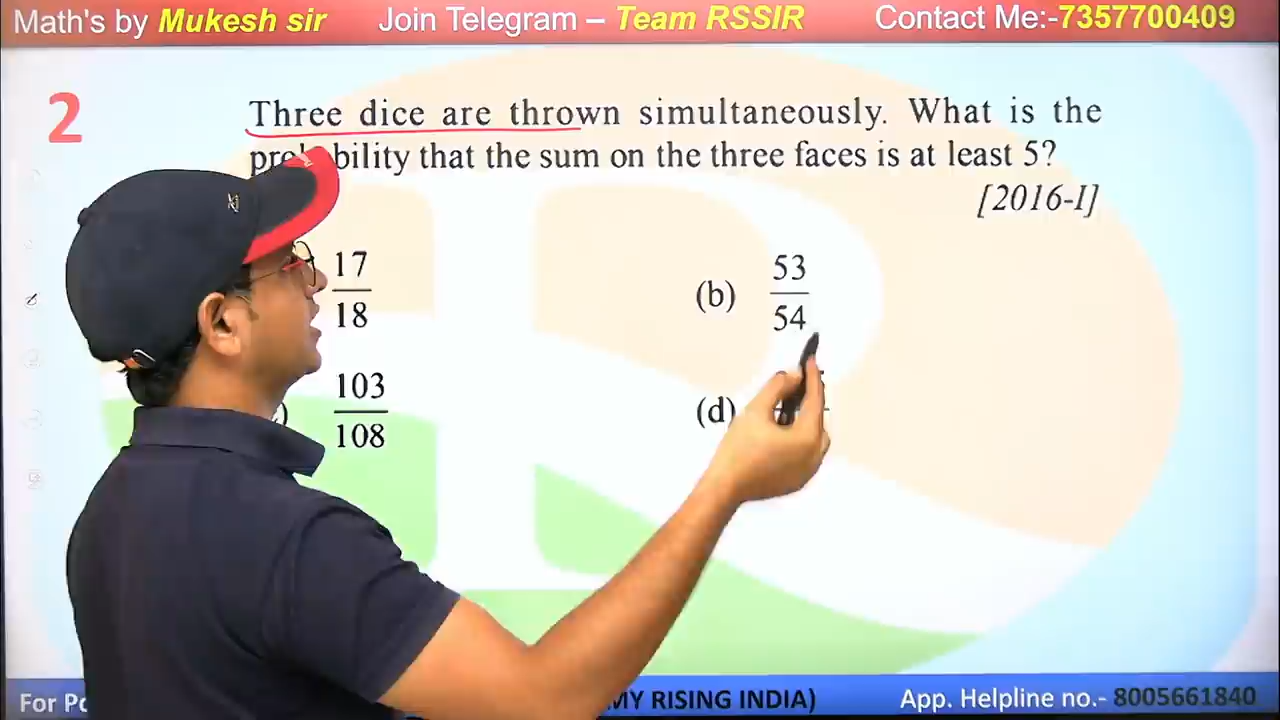 Math's by Mukesh sir Join Telegram – Team RSSIR Contact Me:-7357700409
2
Three dice are thrown simultaneously. What is the
probability that the sum on the three faces is at least 5?
[2016-I]
17
18
(b) 53
54
103
108
(d)
For MY RISING INDIA) App. Helpline no.- 8005661840